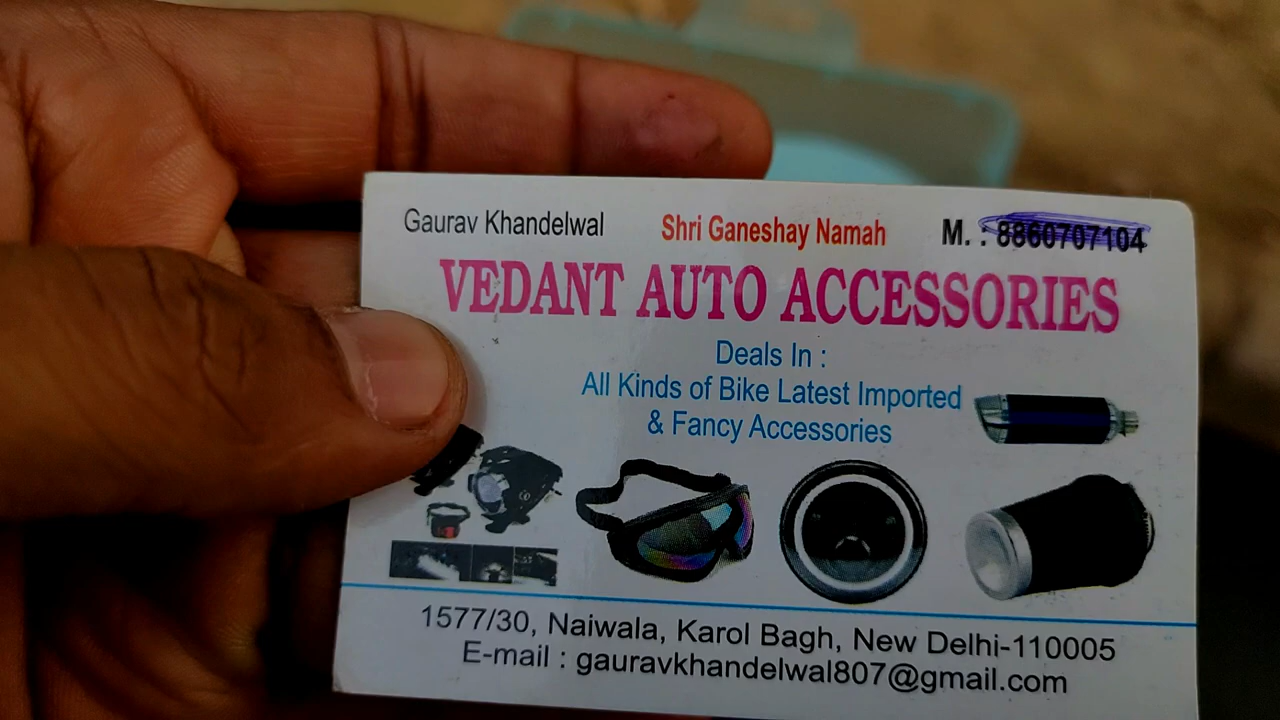 Gaurav Khandelwal Shri Ganeshay Namah M. : 8860707104
VEDANT AUTO ACCESSORIES
Deals In :
All Kinds of Bike Latest Imported
& Fancy Accessories
1577/30, Naiwala, Karol Bagh, New Delhi-110005
E-mail : gauravkhandelwal807@gmail.com